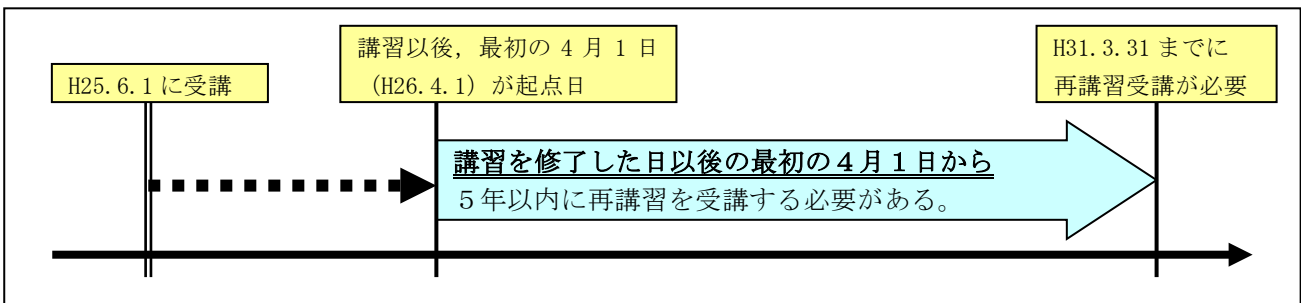 H25.6.1に受講
講習以後，最初の4月1日
（H26.4.1）が起点日
H31.3.31までに
再講習受講が必要
講習を修了した日以後の最初の４月１日から
５年以内に再講習を受講する必要がある。